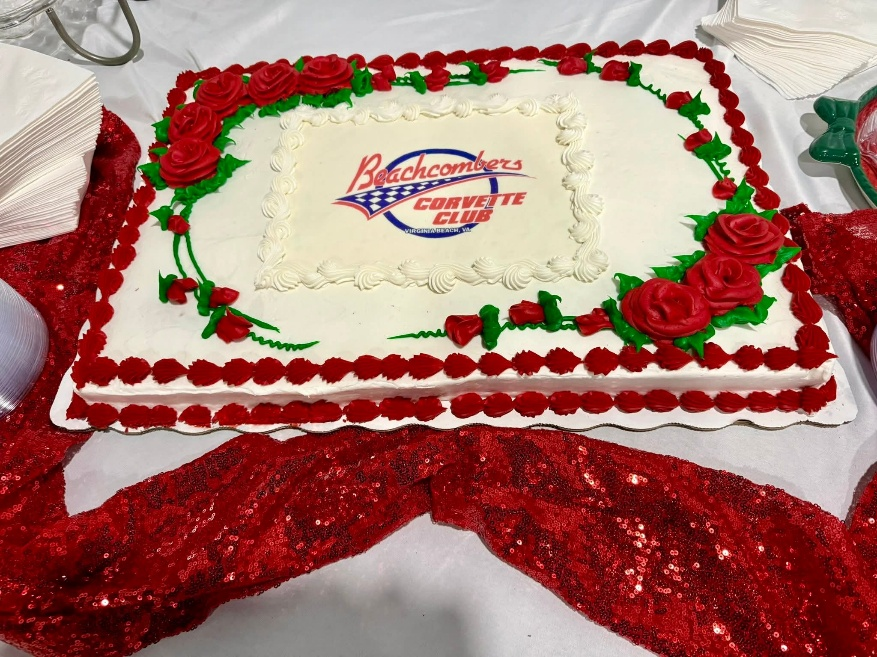 Beachcombers
CORVETTE
CLUB
VIRGINIA BEACH, VA